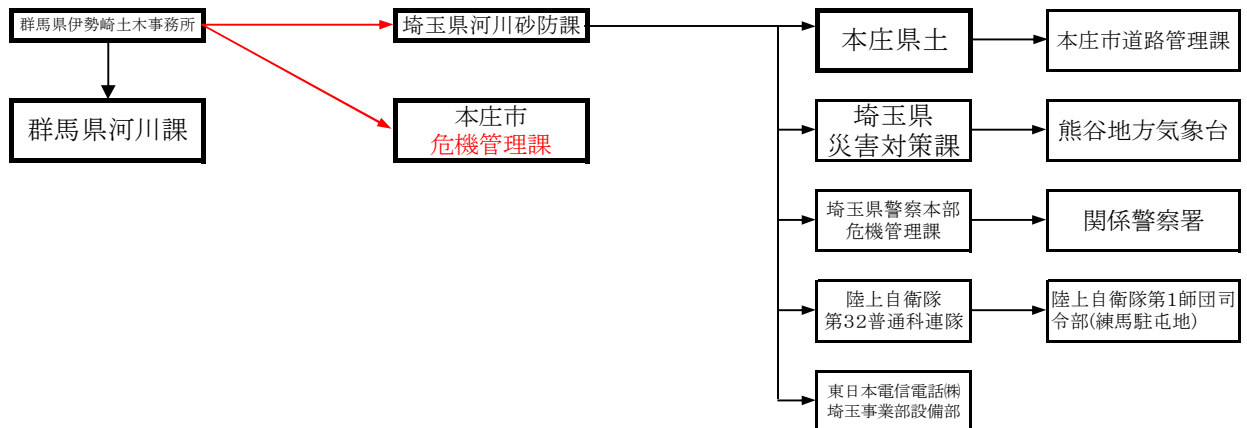 群馬県伊勢崎土木事務所
埼玉県河川砂防課
本庄県土
本庄市道路管理課
群馬県河川課
本庄市
危機管理課
埼玉県
災害対策課
熊谷地方気象台
埼玉県警察本部
危機管理課
関係警察署
陸上自衛隊
第32普通科連隊
陸上自衛隊第1師団司
令部(練馬駐屯地)
東日本電信電話㈱
埼玉事業部設備部